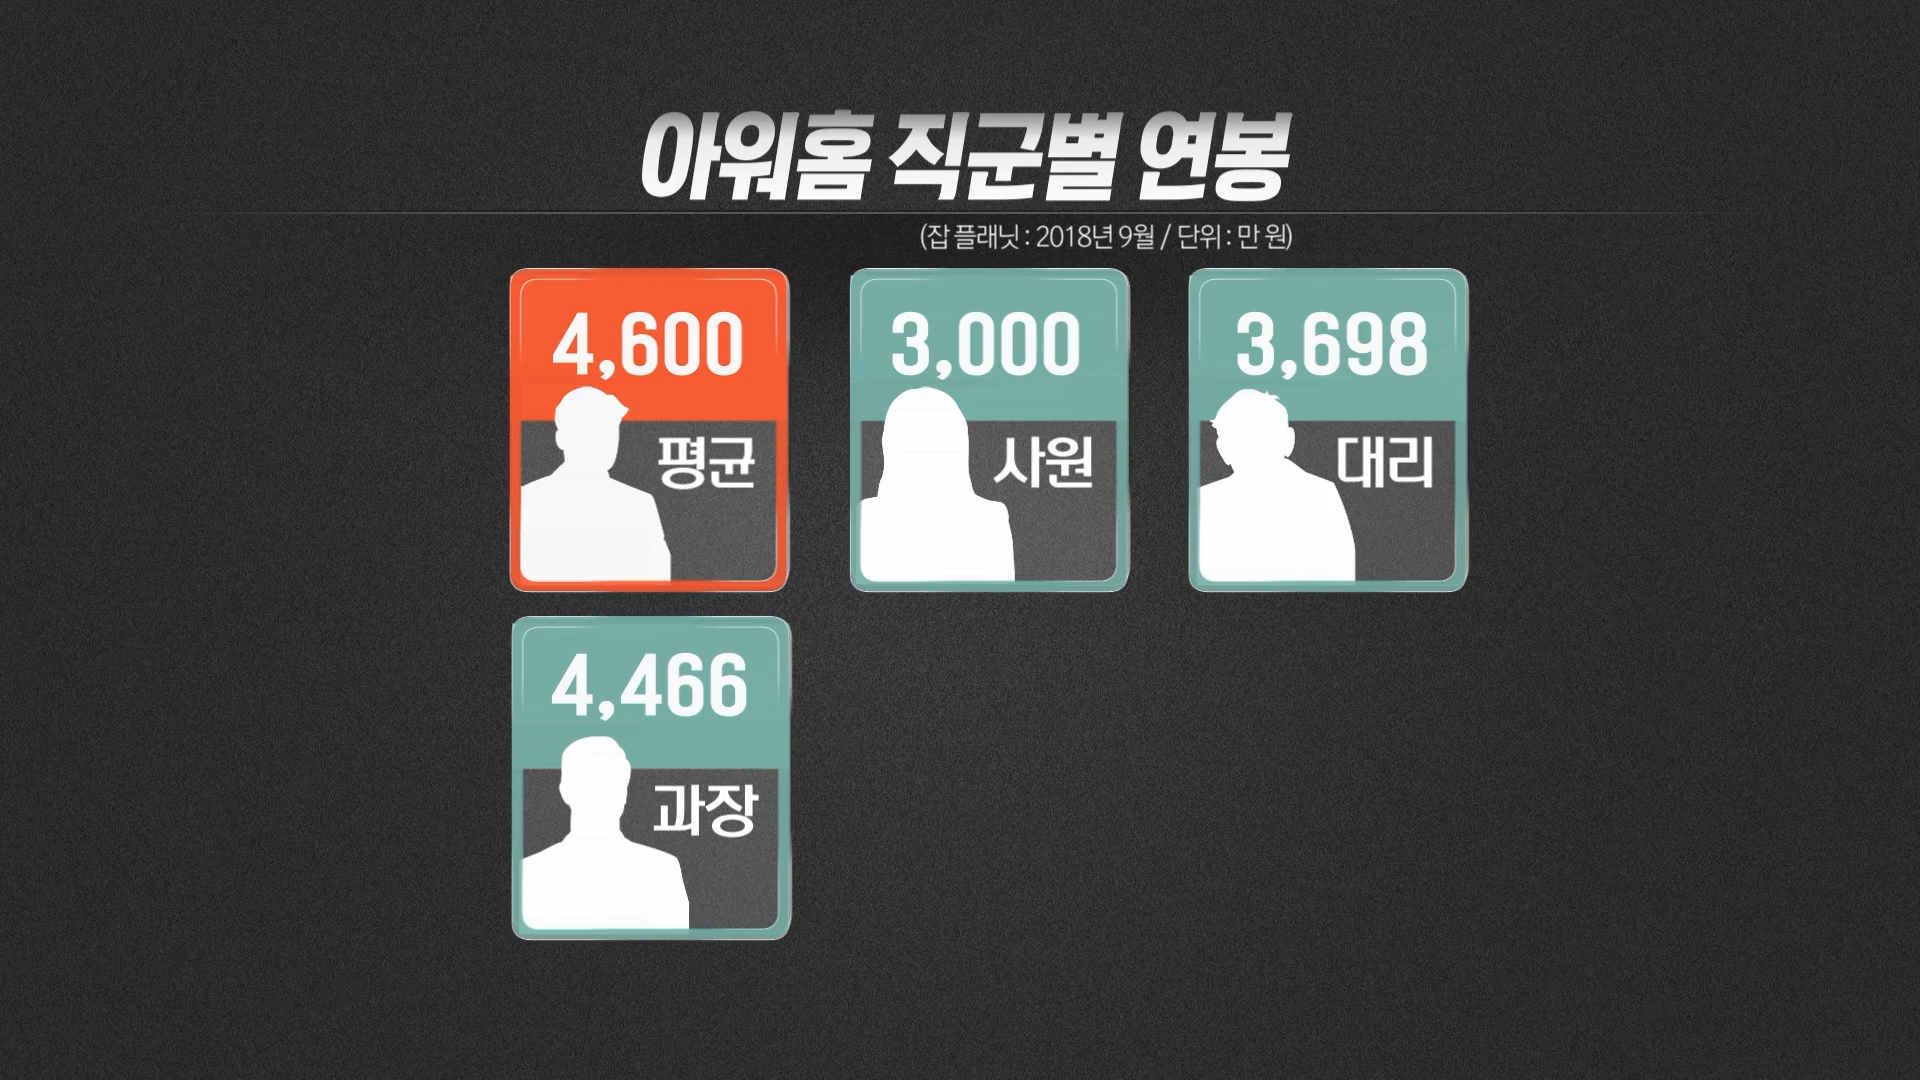 아워홈 직군별 연봉
(잡플래닛 : 2018년 9월 / 단위 : 만 원)
4,600
평균
3,000
사원
3,698
대리
4,466
과장